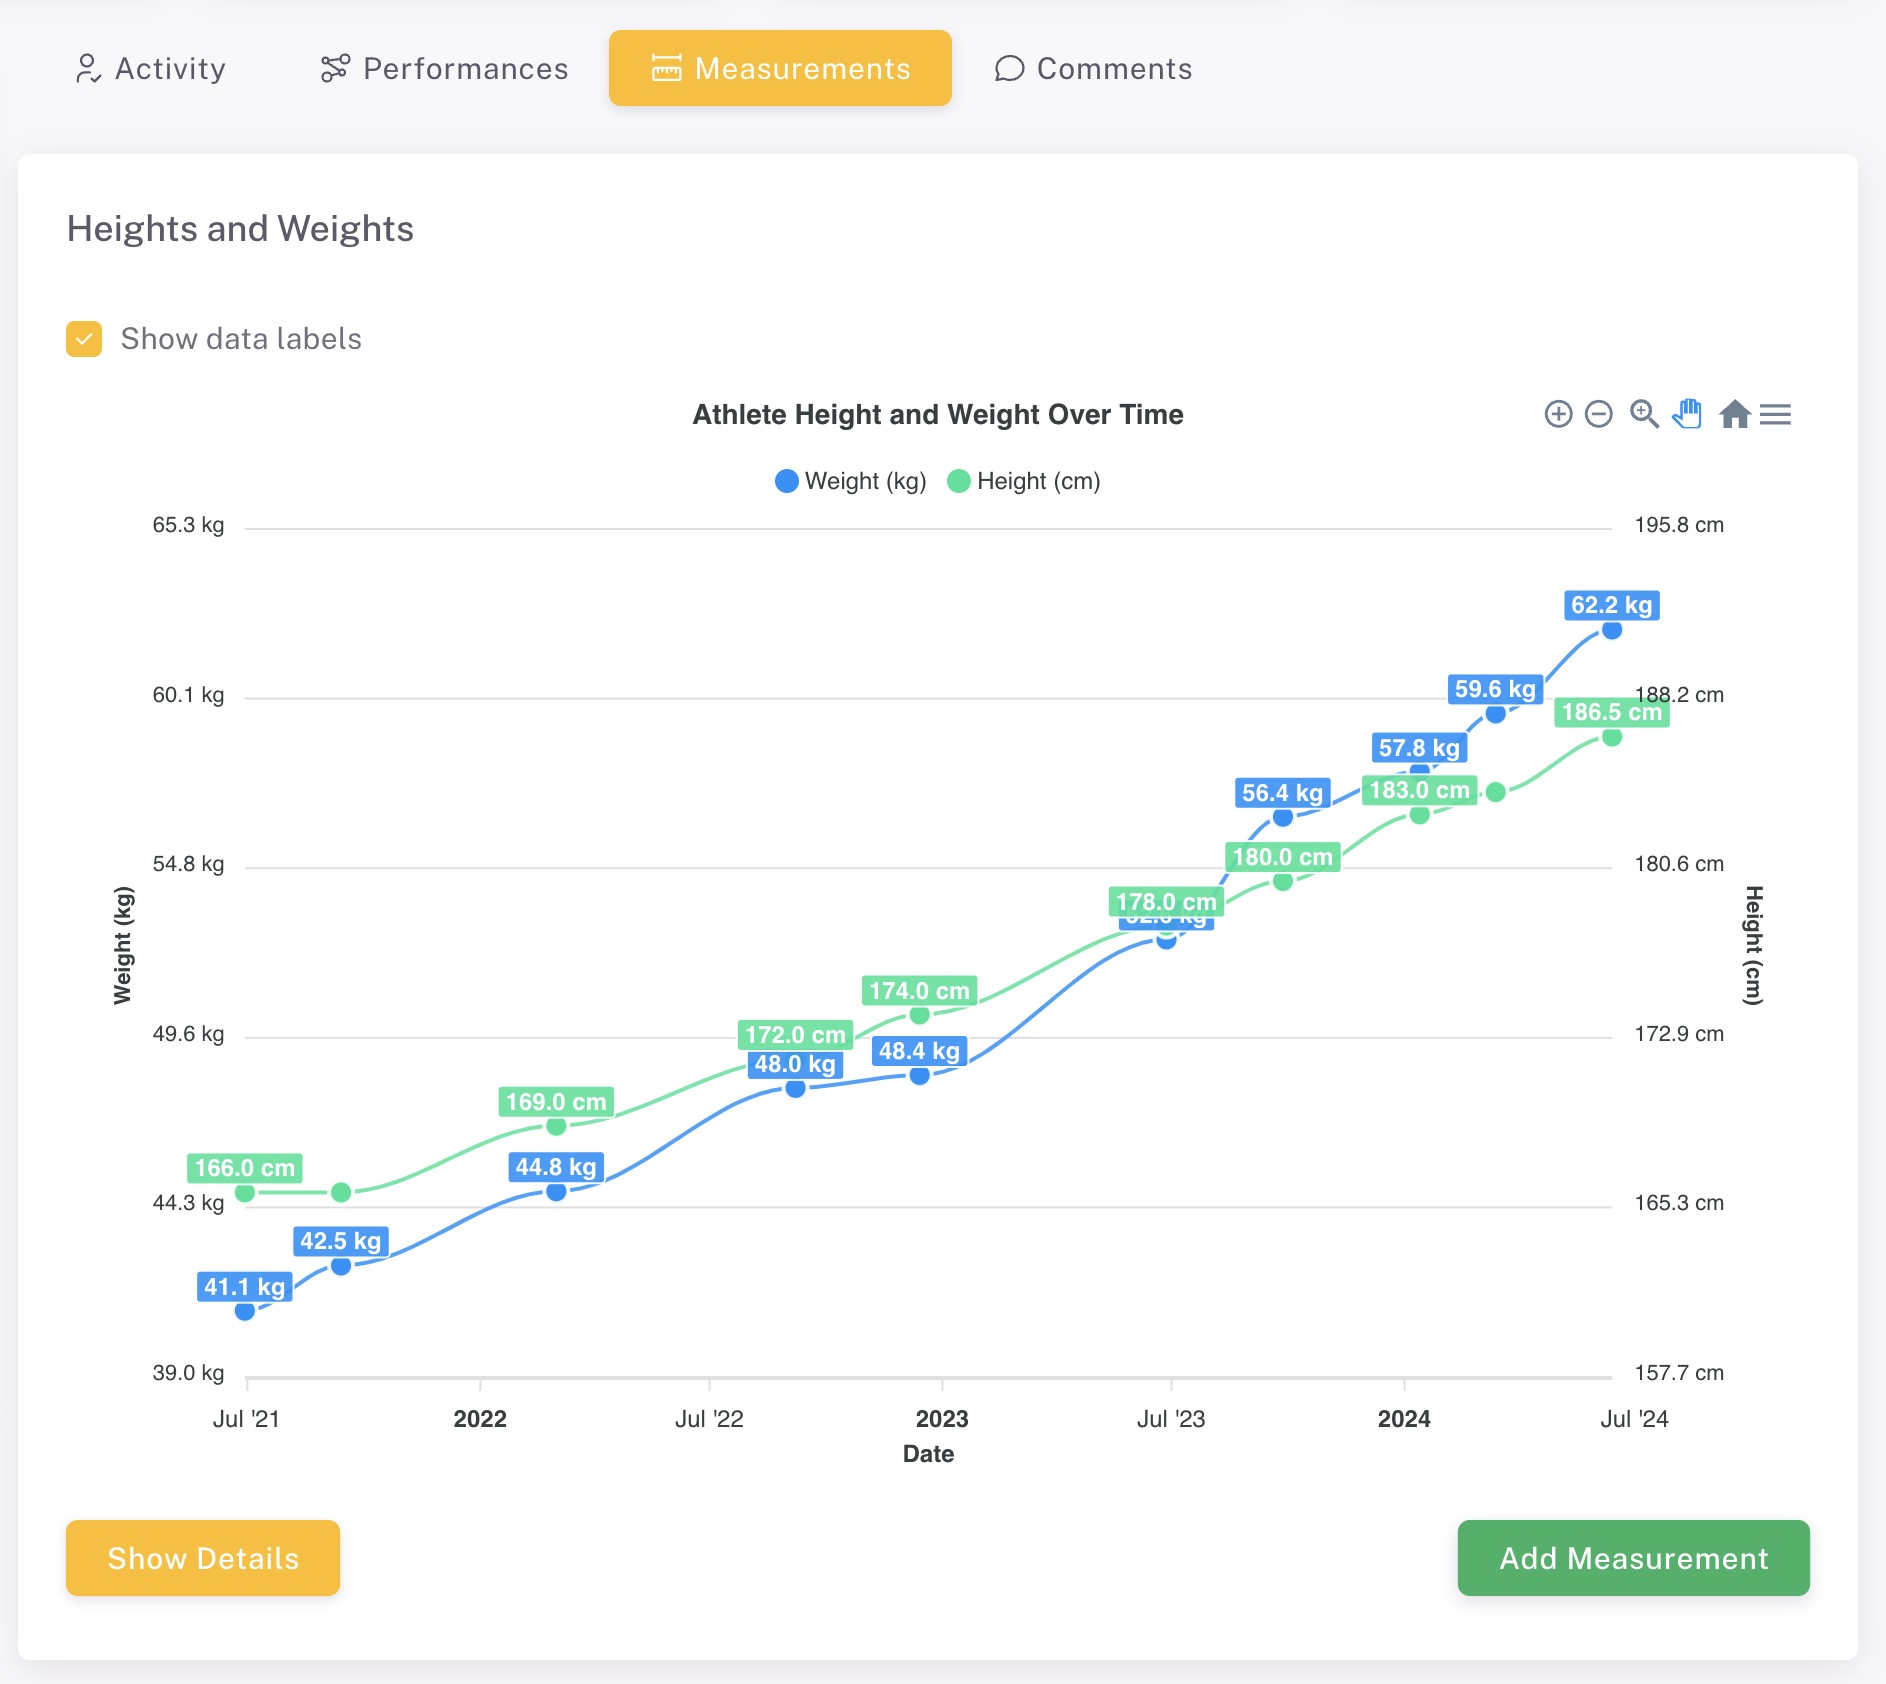 Activity
Performances
Measurements
Comments
Heights and Weights
Show data labels
Athlete Height and Weight Over Time
Weight (kg)
Height (cm)
65.3 kg
60.1 kg
54.8 kg
49.6 kg
44.3 kg
39.0 kg
Weight (kg)
195.8 cm
188.2 cm
180.6 cm
172.9 cm
165.3 cm
157.7 cm
Height (cm)
62.2 kg
59.6 kg
186.5 cm
57.8 kg
183.0 cm
56.4 kg
180.0 cm
178.0 cm
kg
174.0 cm
172.0 cm
48.4 kg
48.0 kg
169.0 cm
44.8 kg
166.0 cm
42.5 kg
41.1 kg
Jul '21
2022
Jul '22
2023
Jul '23
2024
Jul '24
Date
Show Details
Add Measurement